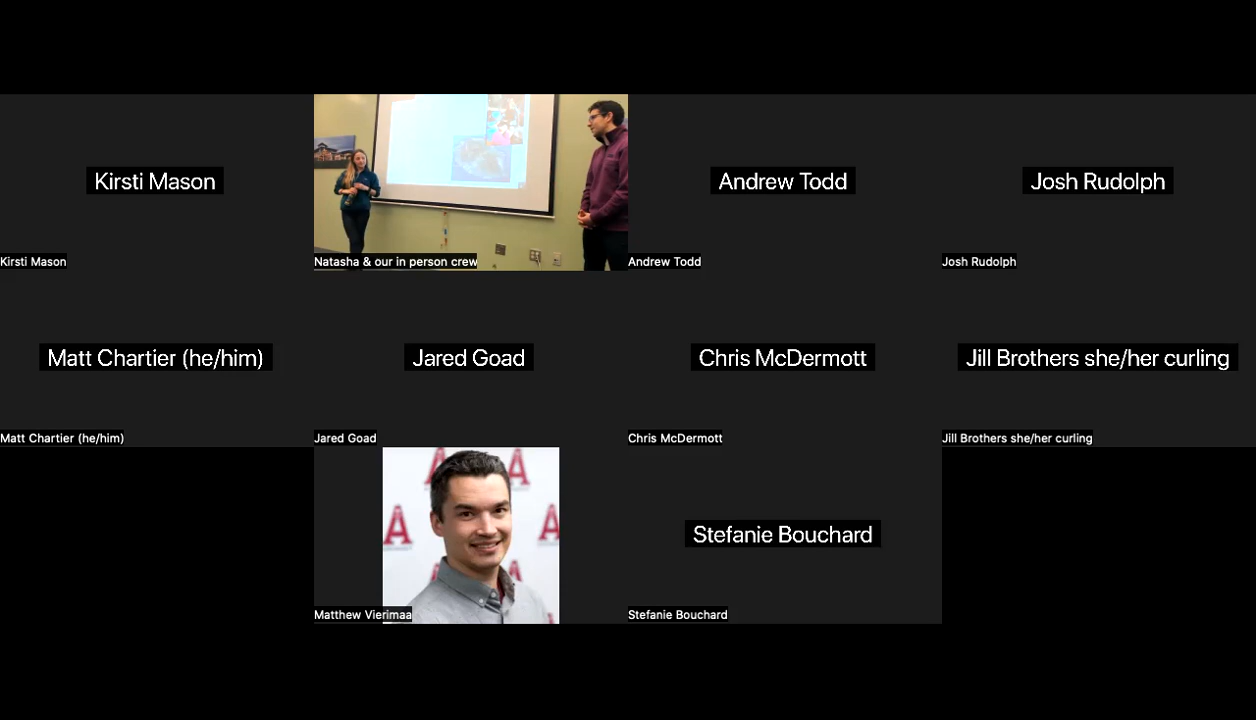 Kirsti Mason
Kirsti Mason
Natasha & our in person crew
Andrew Todd
Andrew Todd
Josh Rudolph
Josh Rudolph
Matt Chartier (he/him)
Matt Chartier (he/him)
Jared Goad
Jared Goad
Chris McDermott
Chris McDermott
Jill Brothers she/her curling
Jill Brothers she/her curling
A A
A A
A
Matthew Vierimaa
Stefanie Bouchard
Stefanie Bouchard